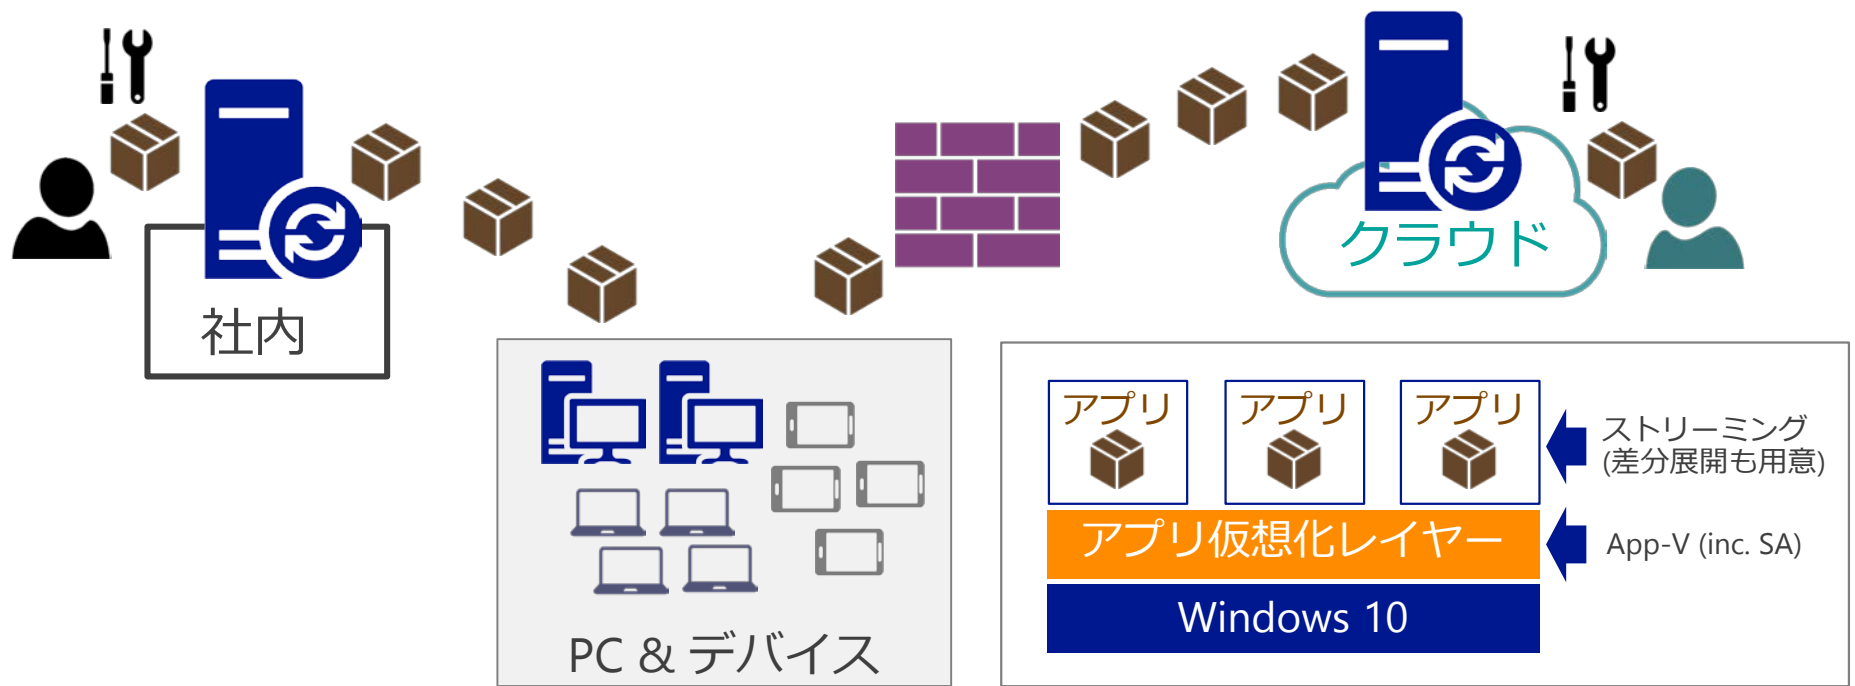 クラウド
社内
アプリ
アプリ
アプリ
ストリーミング
(差分展開も用意)
アプリ仮想化レイヤー
App-V (inc. SA)
Windows 10
PC & デバイス